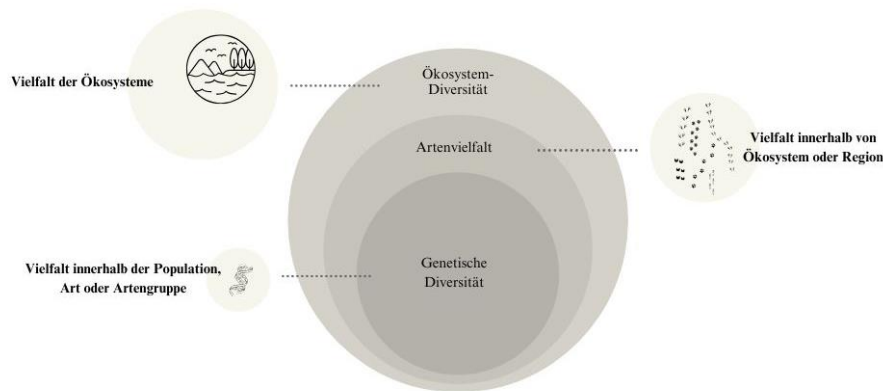 Vielfalt der Ökosysteme
Ökosystem-
Diversität
Artenvielfalt
Vielfalt innerhalb von
Ökosystem oder Region
Vielfalt innerhalb der Population,
Art oder Artengruppe
Genetische
Diversität